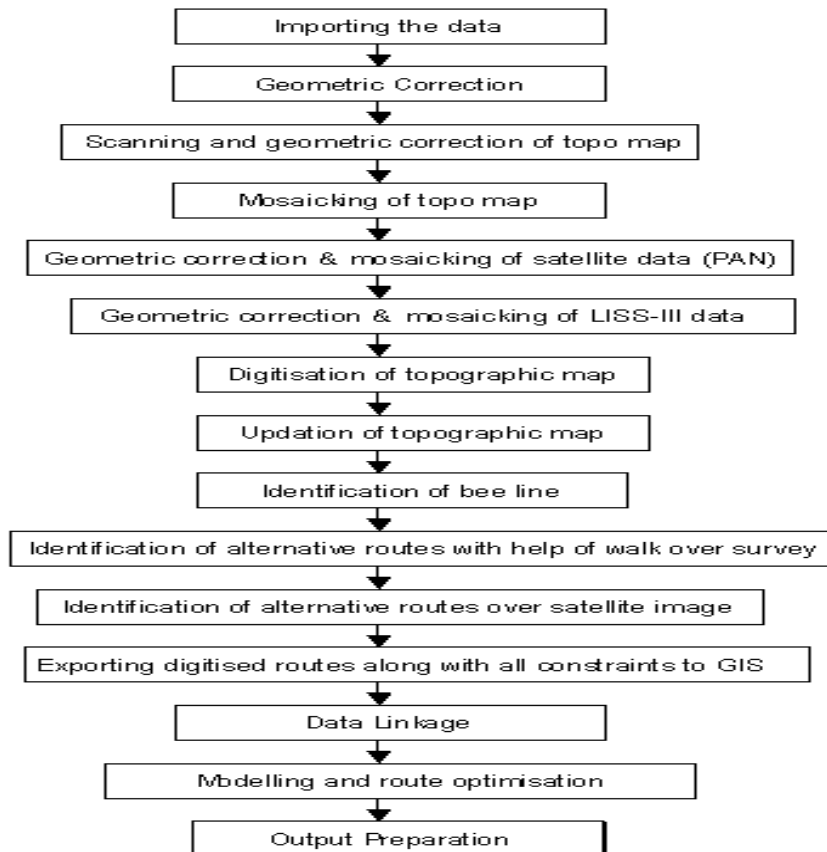 Importing the data
Geometric Correction
Scanning and geometric correction of topo map
Mosaicking of topo map
Geometric correction & mosaicking of satellite data (PAN)
Geometric correction & mosaicking of LISS-III data
Digitisation of topographic map
Updation of topographic map
Identification of bee line
Identification of alternative routes with help of walk over survey
Identification of alternative routes over satellite image
Exporting digitised routes along with all constraints to GIS
Data Linkage
Modelling and route optimisation
Output Preparation